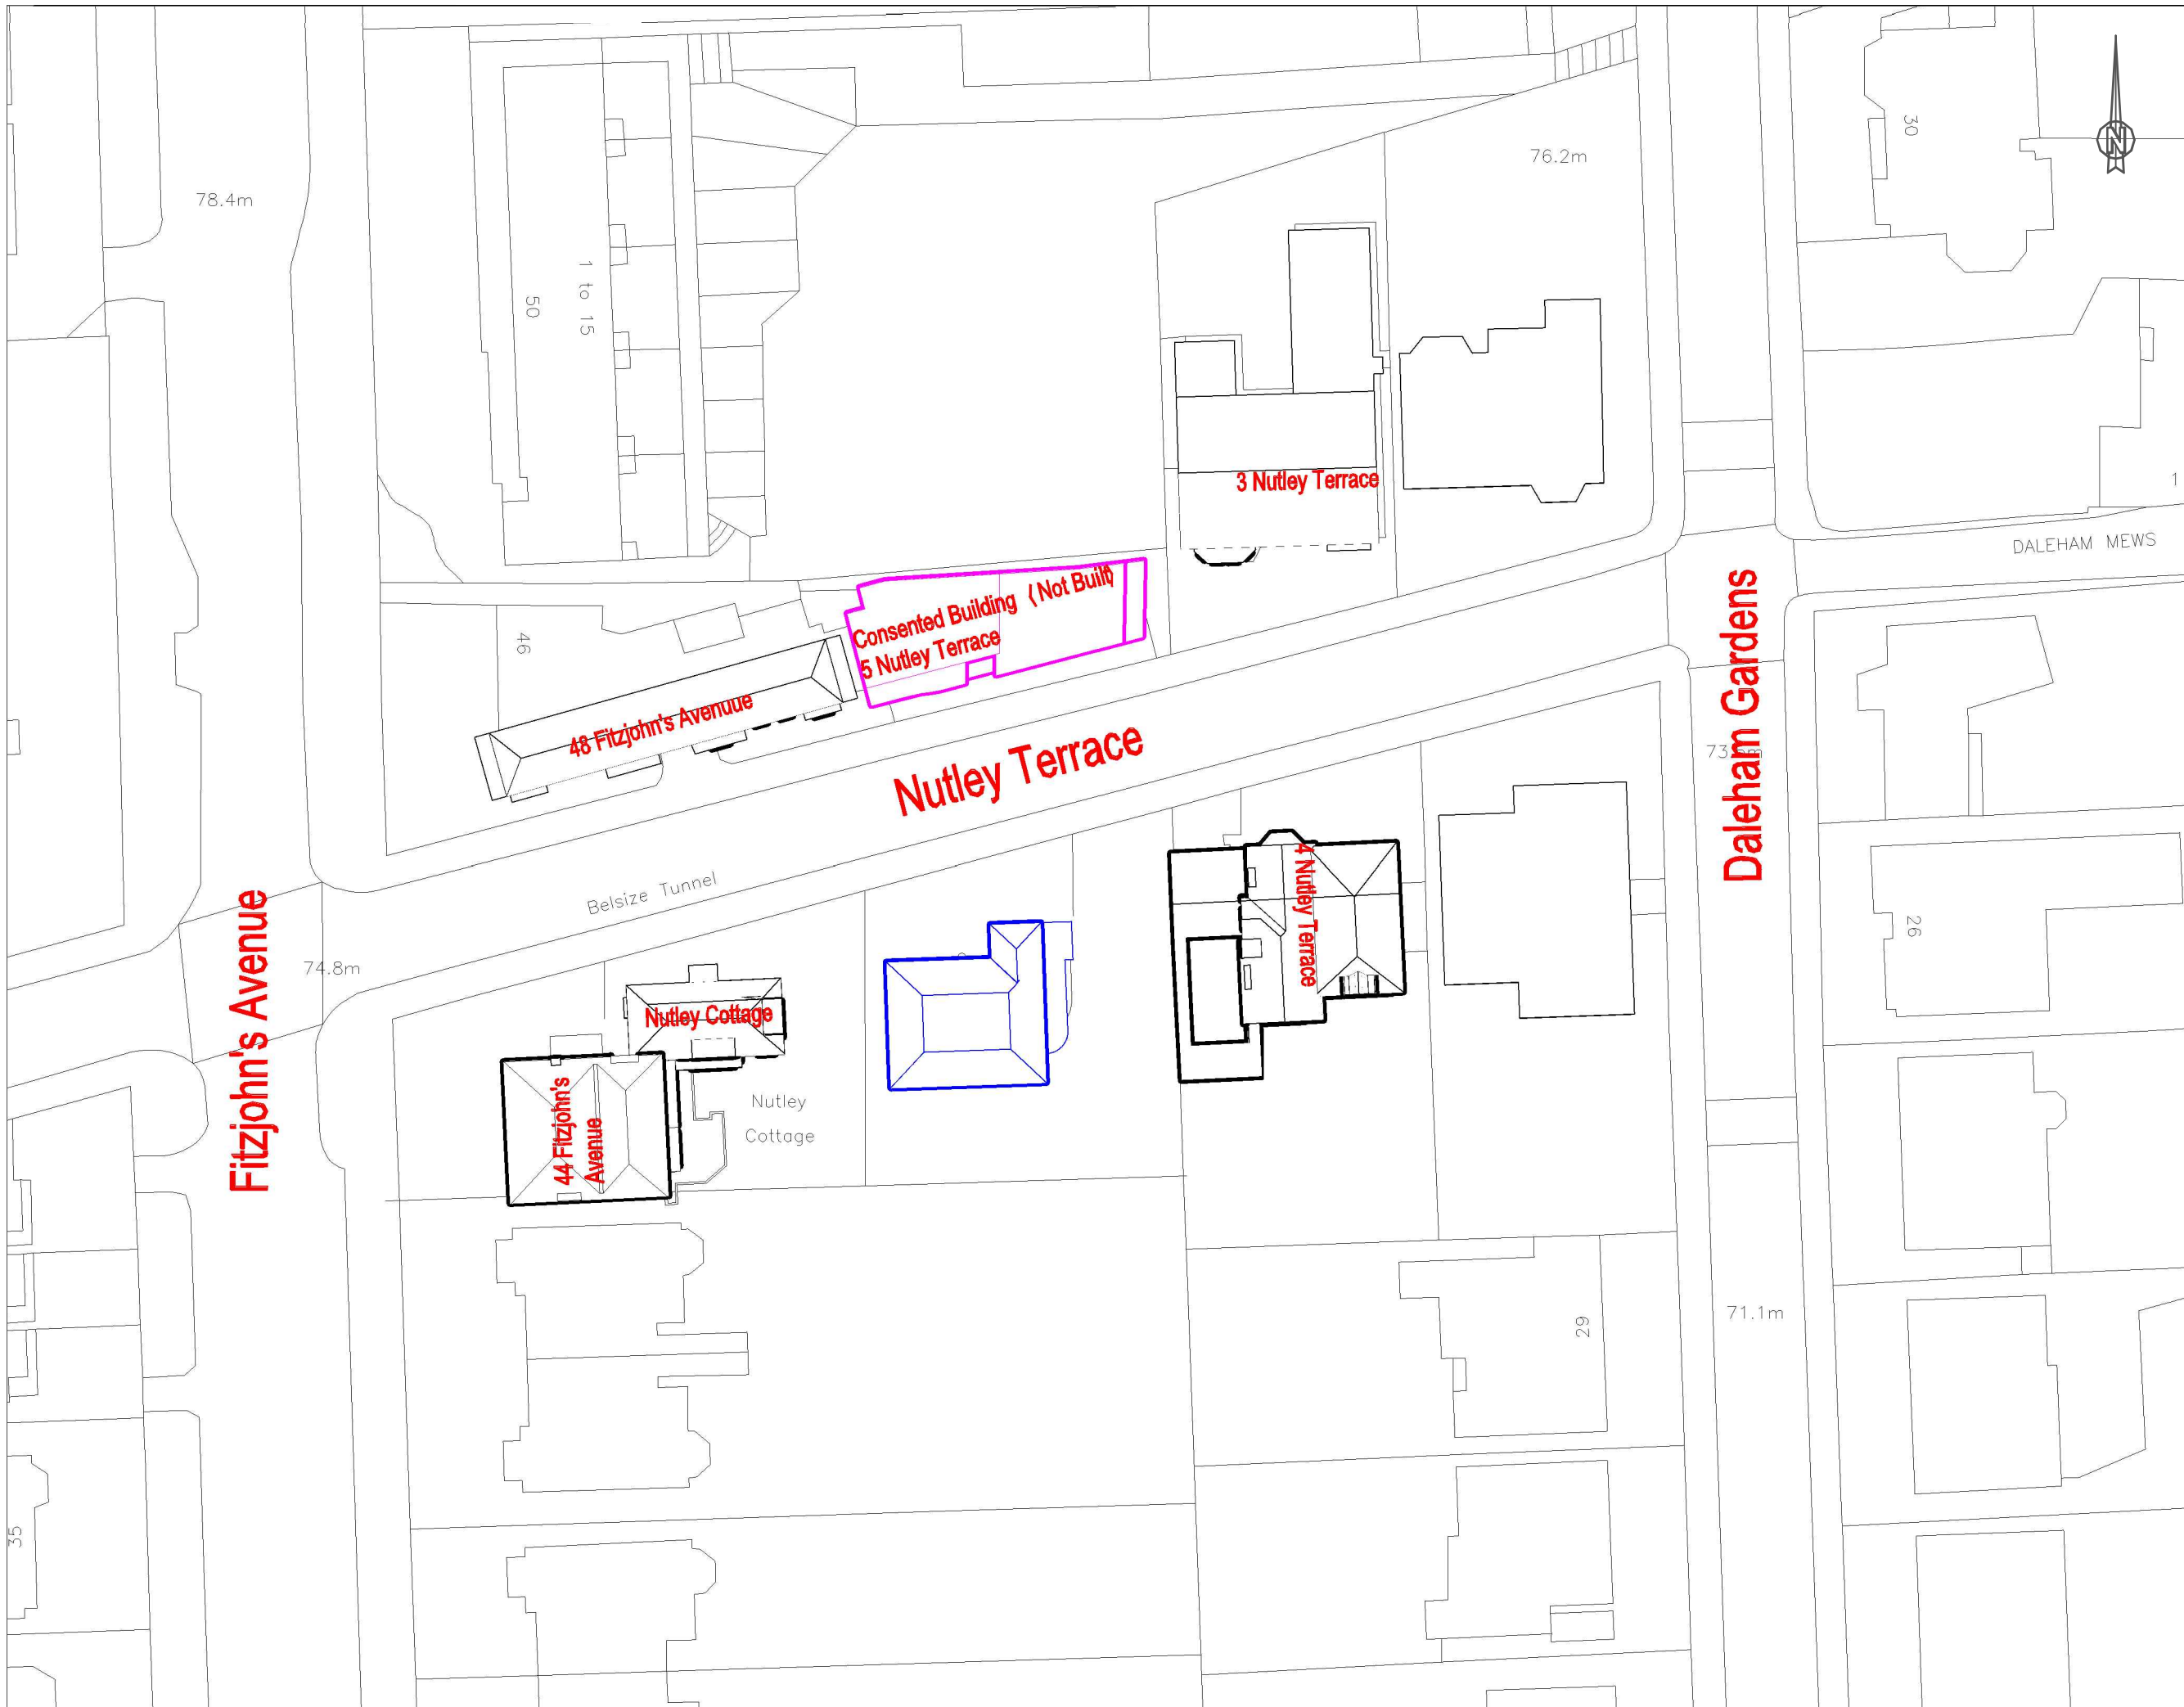 30
N
76.2m
78.4m
1 to 15
50
3 Nutley Terrace
1
DALEHAM MEWS
Consented Building (Not Built)
5 Nutley Terrace
46
48 Fitzjohn's Avenuue
Nutley Terrace
Daleham Gardens
Belsize Tunnel
4 Nutley Terrace
26
Fitzjohn's Avenue
74.8m
Nutley Cottage
44 Fitzjohn's
Avenue
Nutley
Cottage
71.1m
29
35